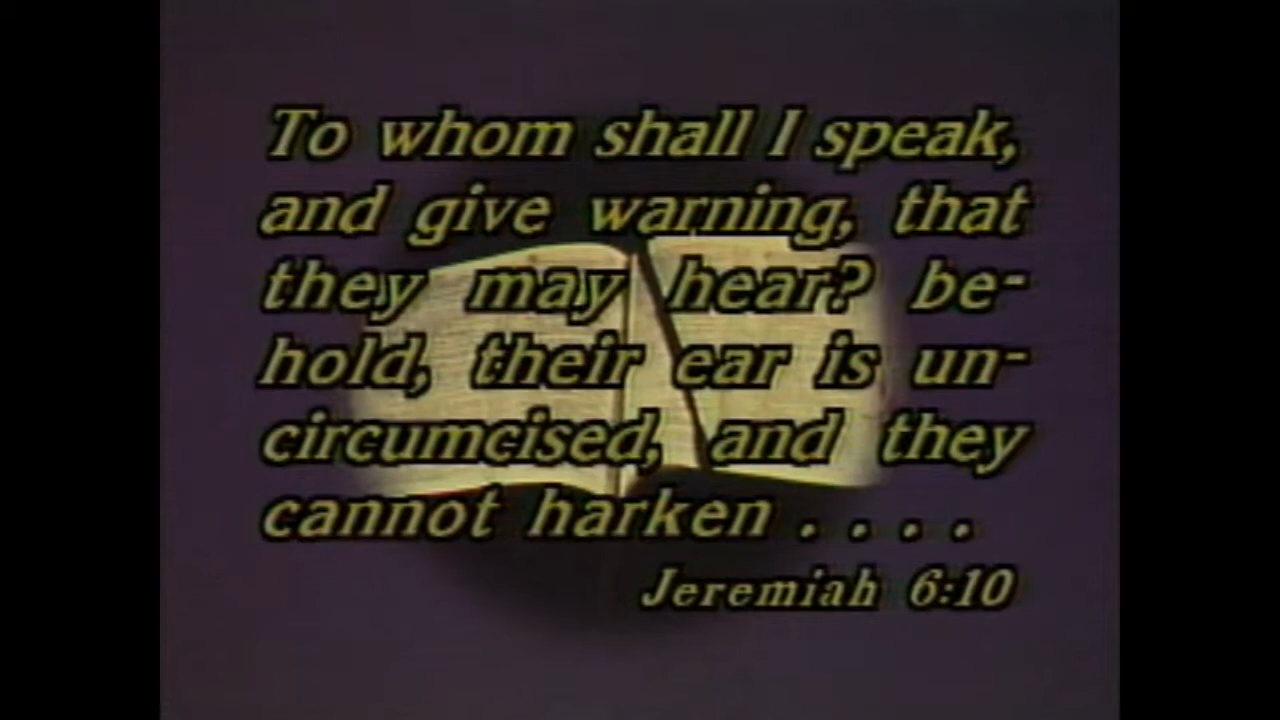 To whom shall I speak,
and give warning, that
they may hear? be-
hold, their ear is un-
circumcised, and they
cannot harken . . . .
Jeremiah 6:10